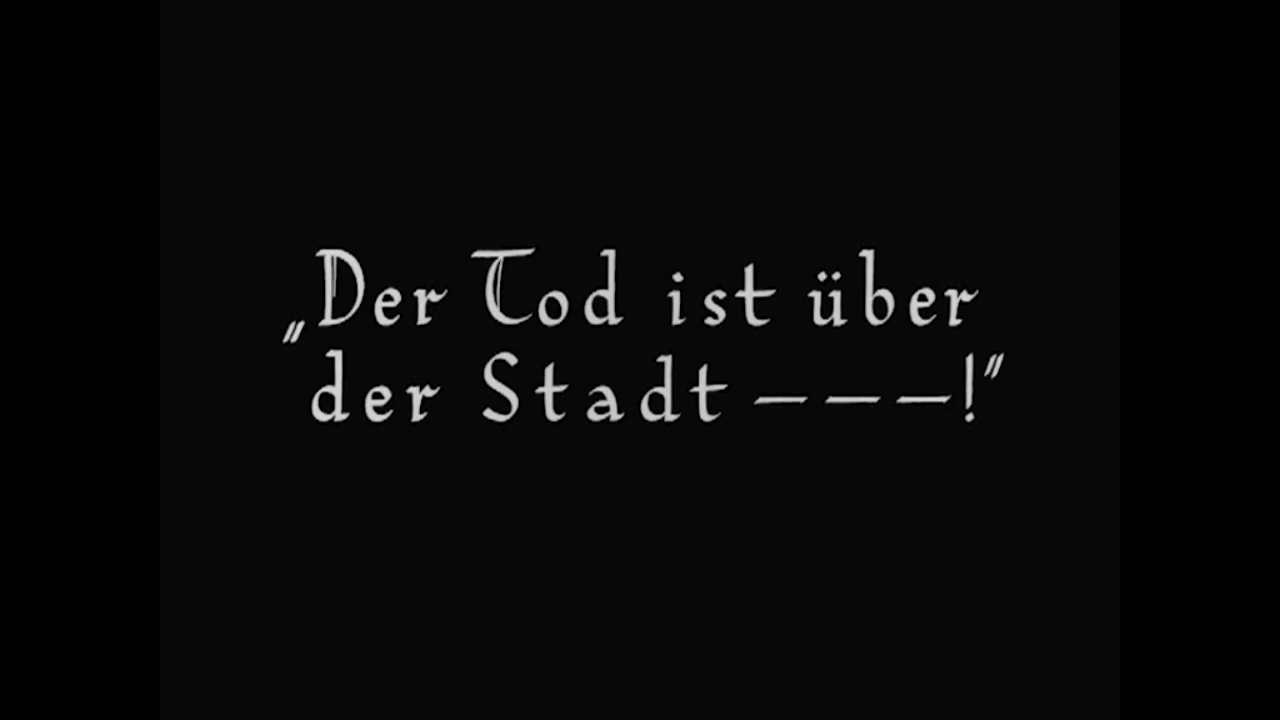 „Der Tod ist über
der Stadt — — —!"